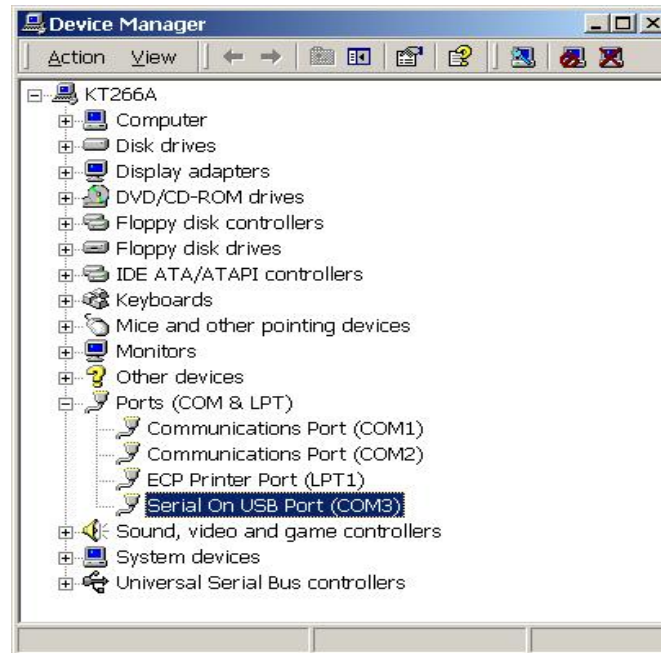 Device Manager
Action View
KT266A
Computer
Disk drives
Display adapters
DVD/CD-ROM drives
Floppy disk controllers
Floppy disk drives
IDE ATA/ATAPI controllers
Keyboards
Mice and other pointing devices
Monitors
Other devices
Ports (COM & LPT)
Communications Port (COM1)
Communications Port (COM2)
ECP Printer Port (LPT1)
Serial On USB Port (COM3)
Sound, video and game controllers
System devices
Universal Serial Bus controllers